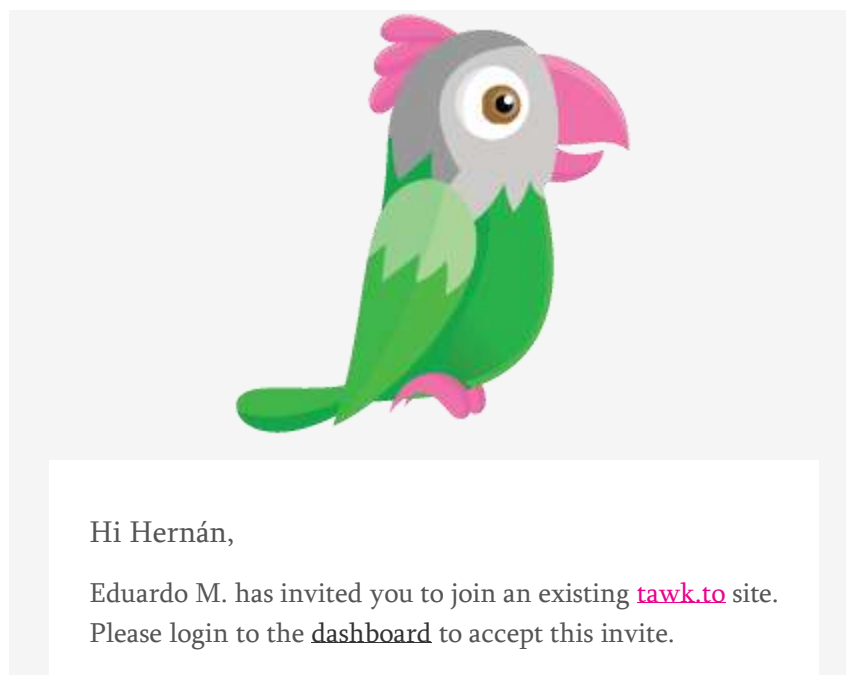 Hi Hernán,
Eduardo M. has invited you to join an existing tawk.to site.
Please login to the dashboard to accept this invite.